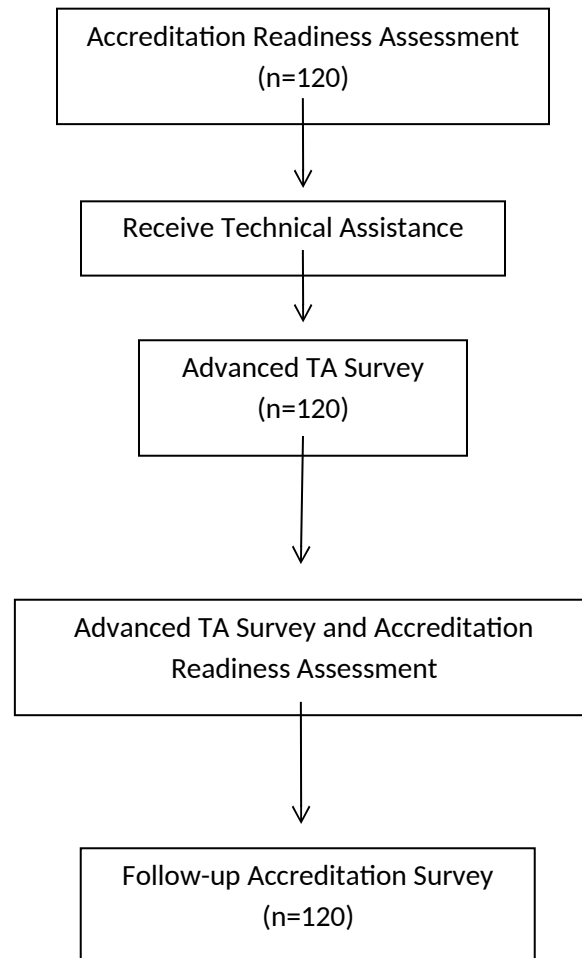 Accreditation Readiness Assessment
(n=120)
Receive Technical Assistance
Advanced TA Survey
(n=120)
Advanced TA Survey and Accreditation
Readiness Assessment
Follow-up Accreditation Survey
(n=120)